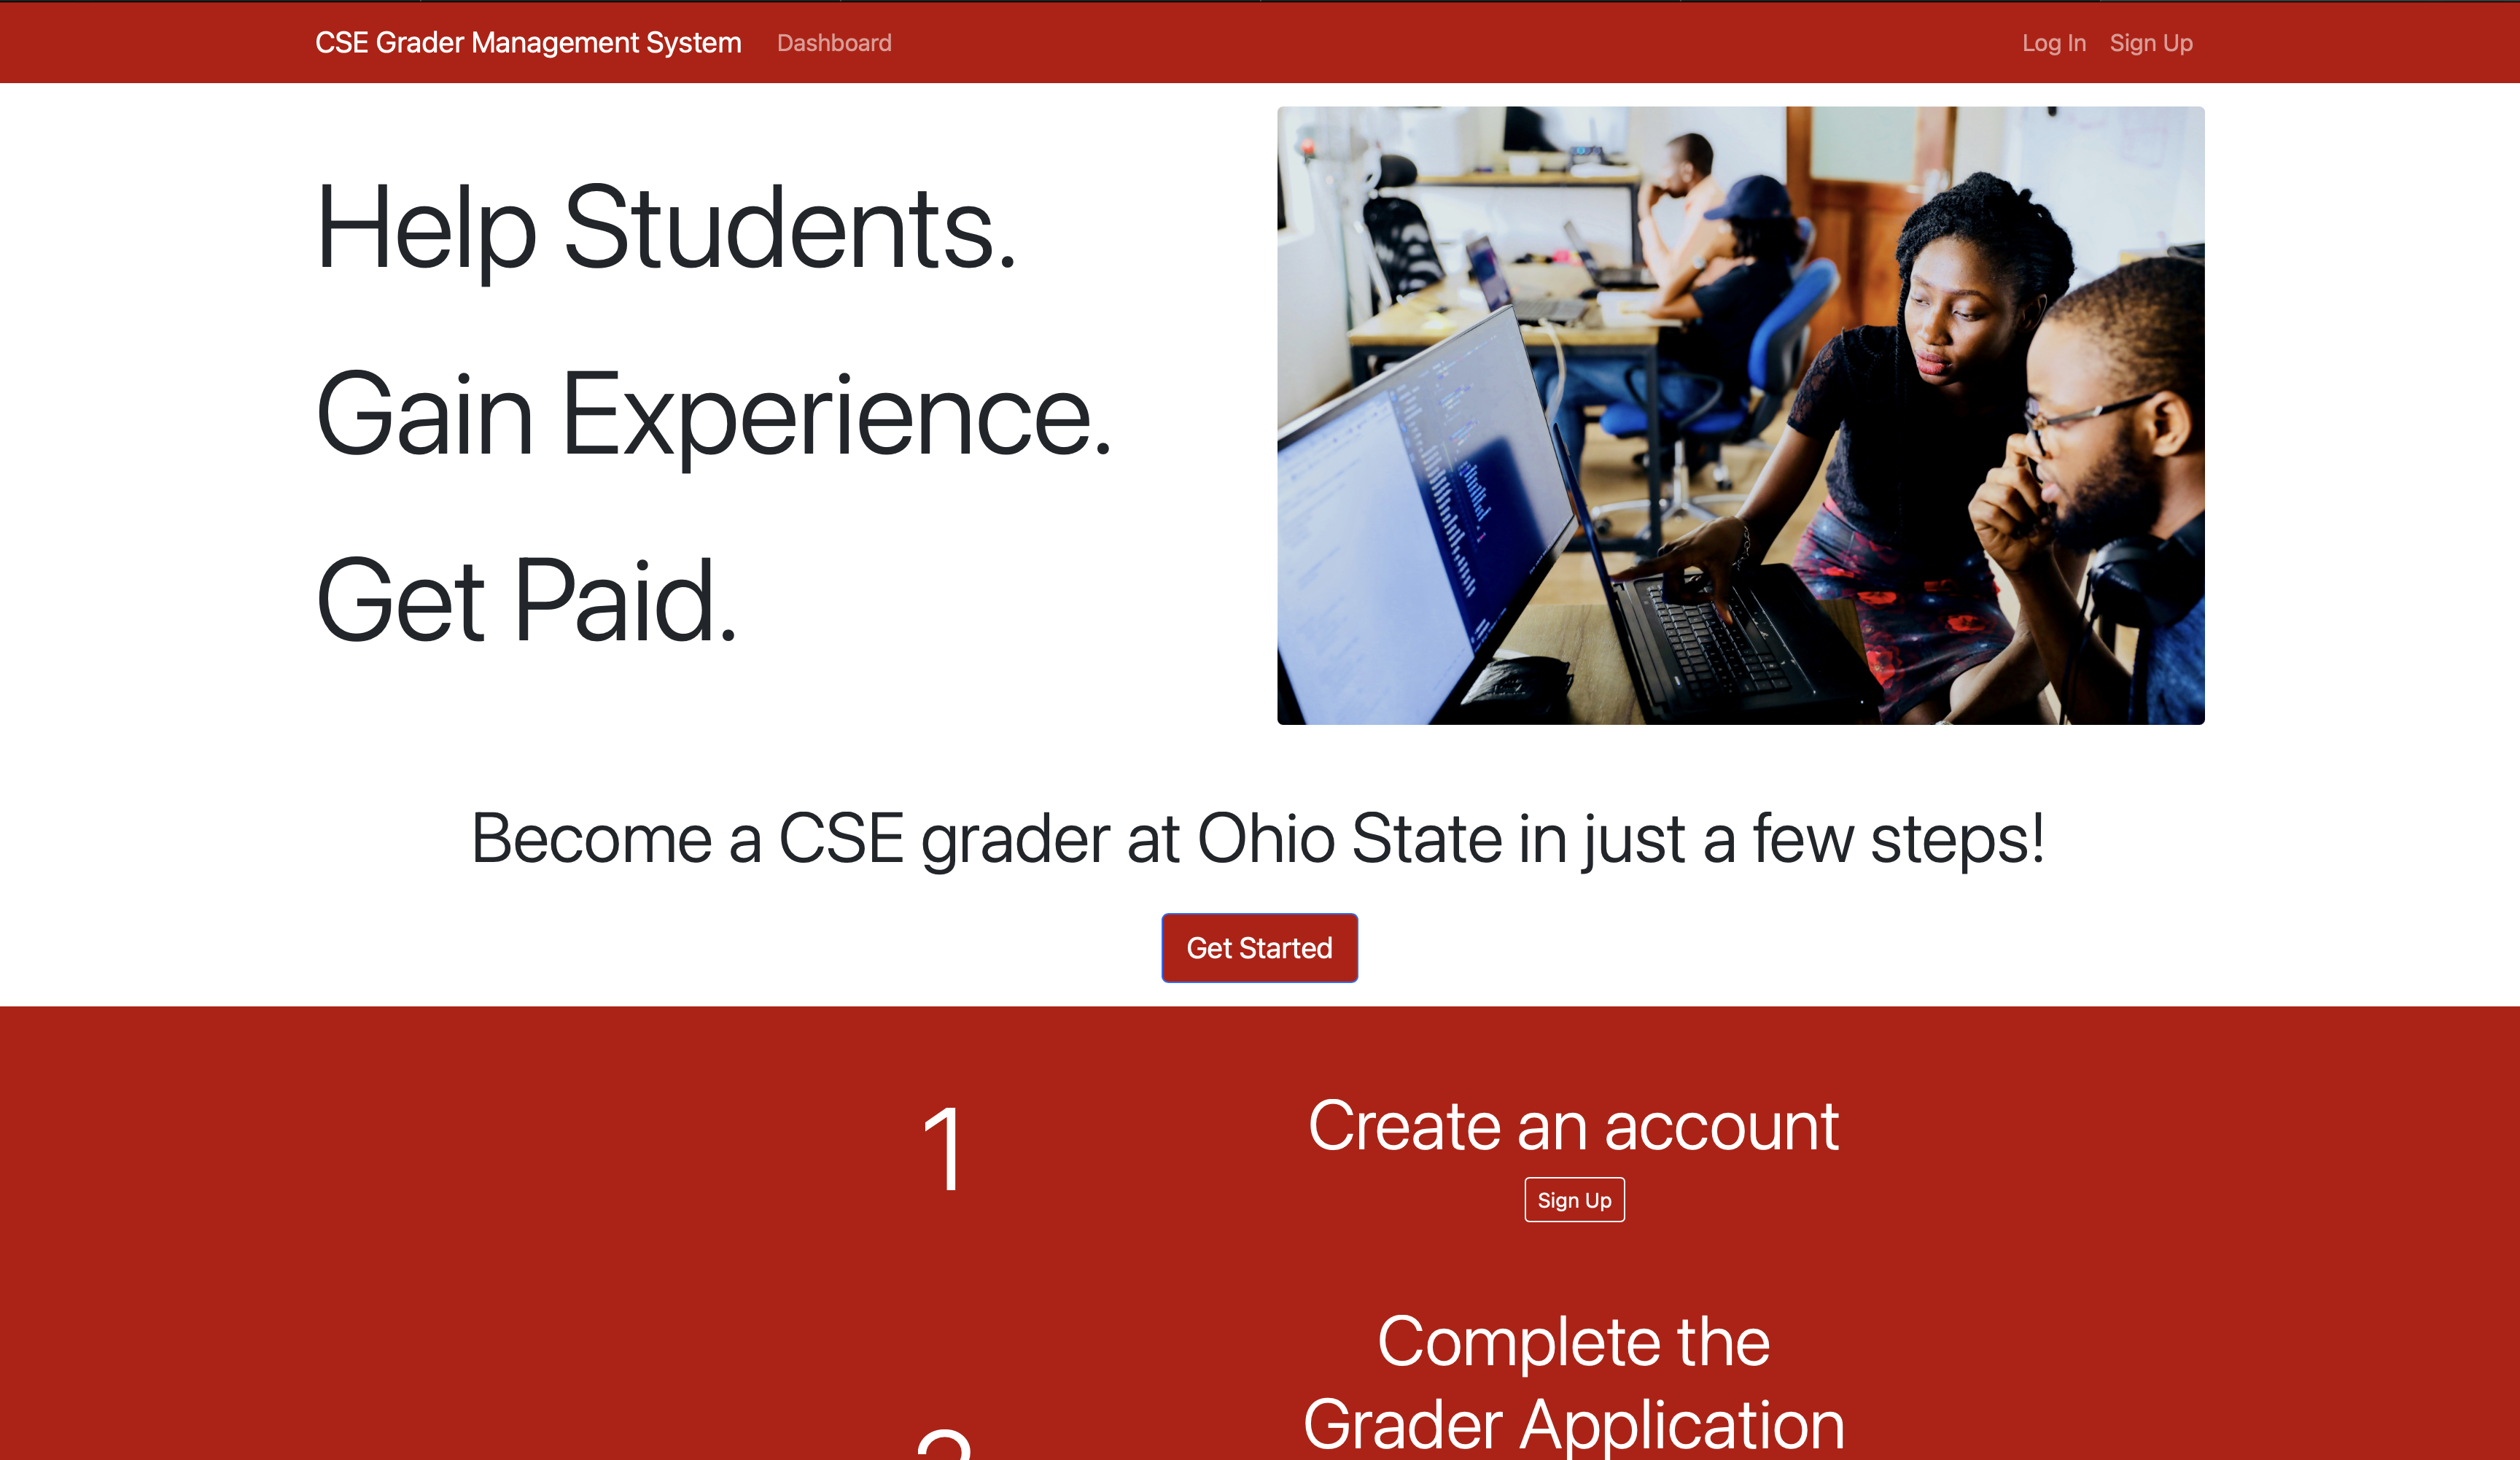 CSE Grader Management System Dashboard Log In Sign Up
Help Students.
Gain Experience.
Get Paid.
Become a CSE grader at Ohio State in just a few steps!
Get Started
1
Create an account
Sign Up
Complete the
Grader Application
2